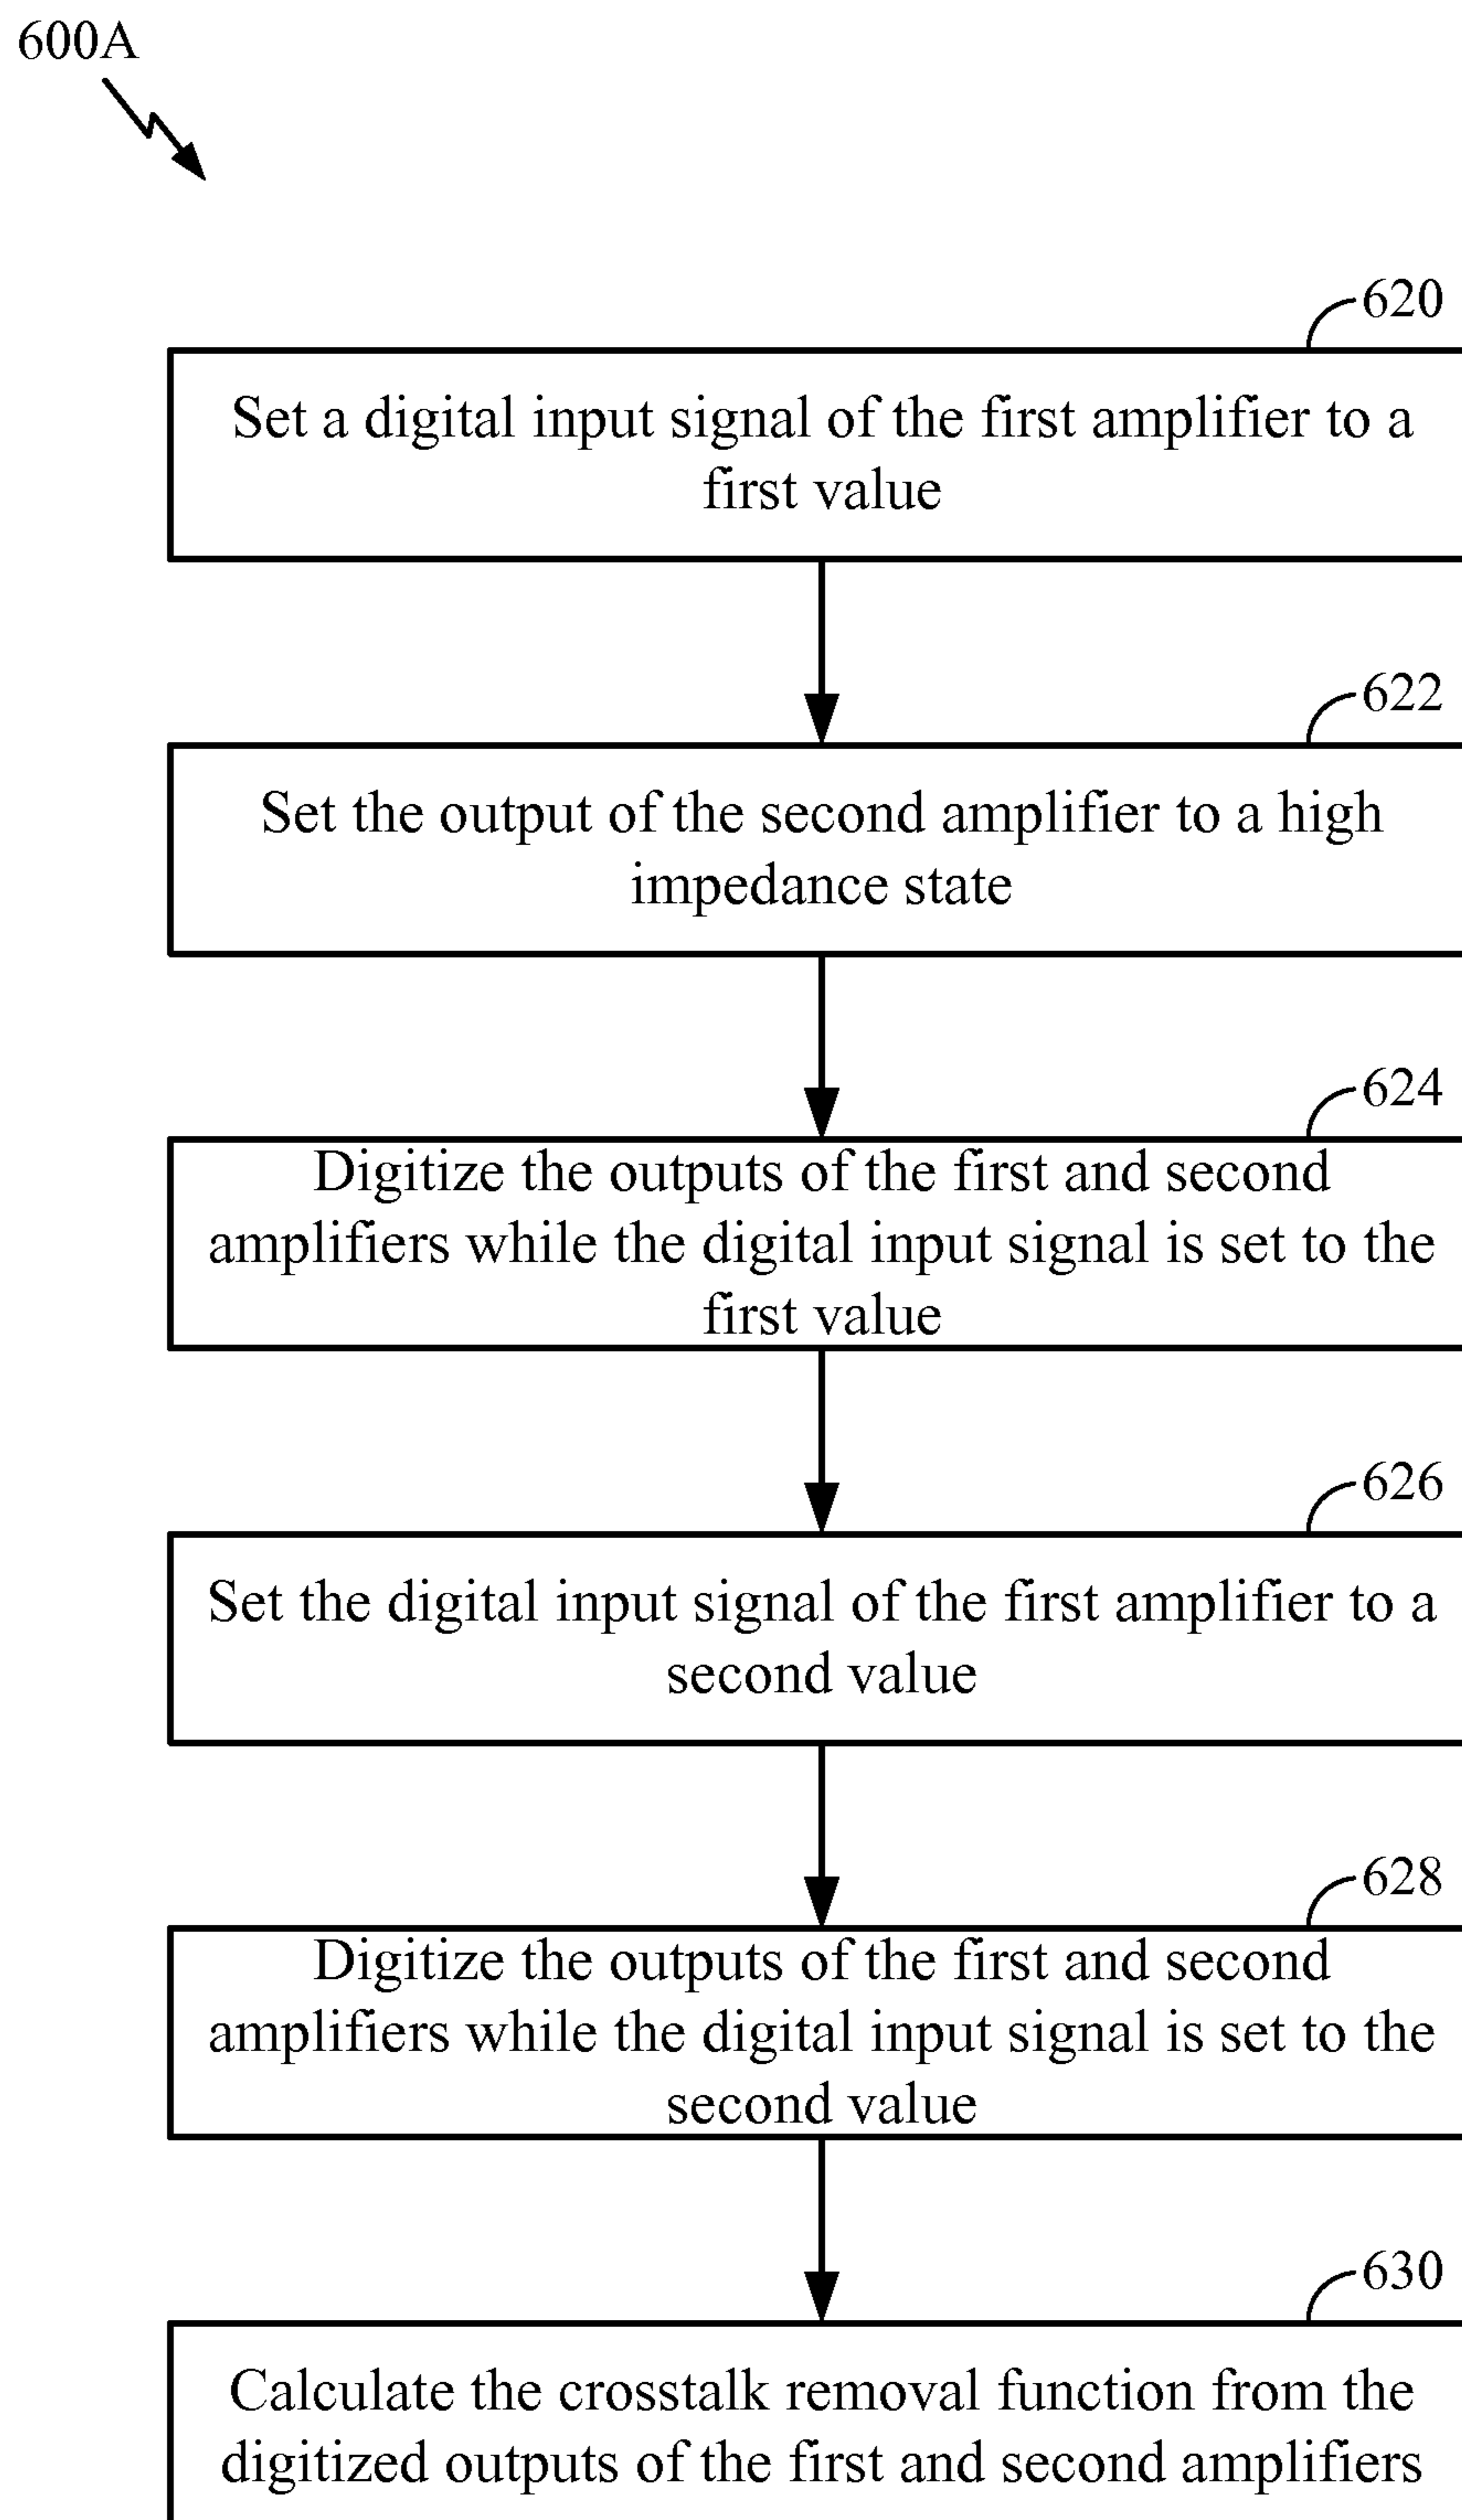 600A
620
Set a digital input signal of the first amplifier to a
first value
622
Set the output of the second amplifier to a high
impedance state
624
Digitize the outputs of the first and second
amplifiers while the digital input signal is set to the
first value
626
Set the digital input signal of the first amplifier to a
second value
628
Digitize the outputs of the first and second
amplifiers while the digital input signal is set to the
second value
630
Calculate the crosstalk removal function from the
digitized outputs of the first and second amplifiers